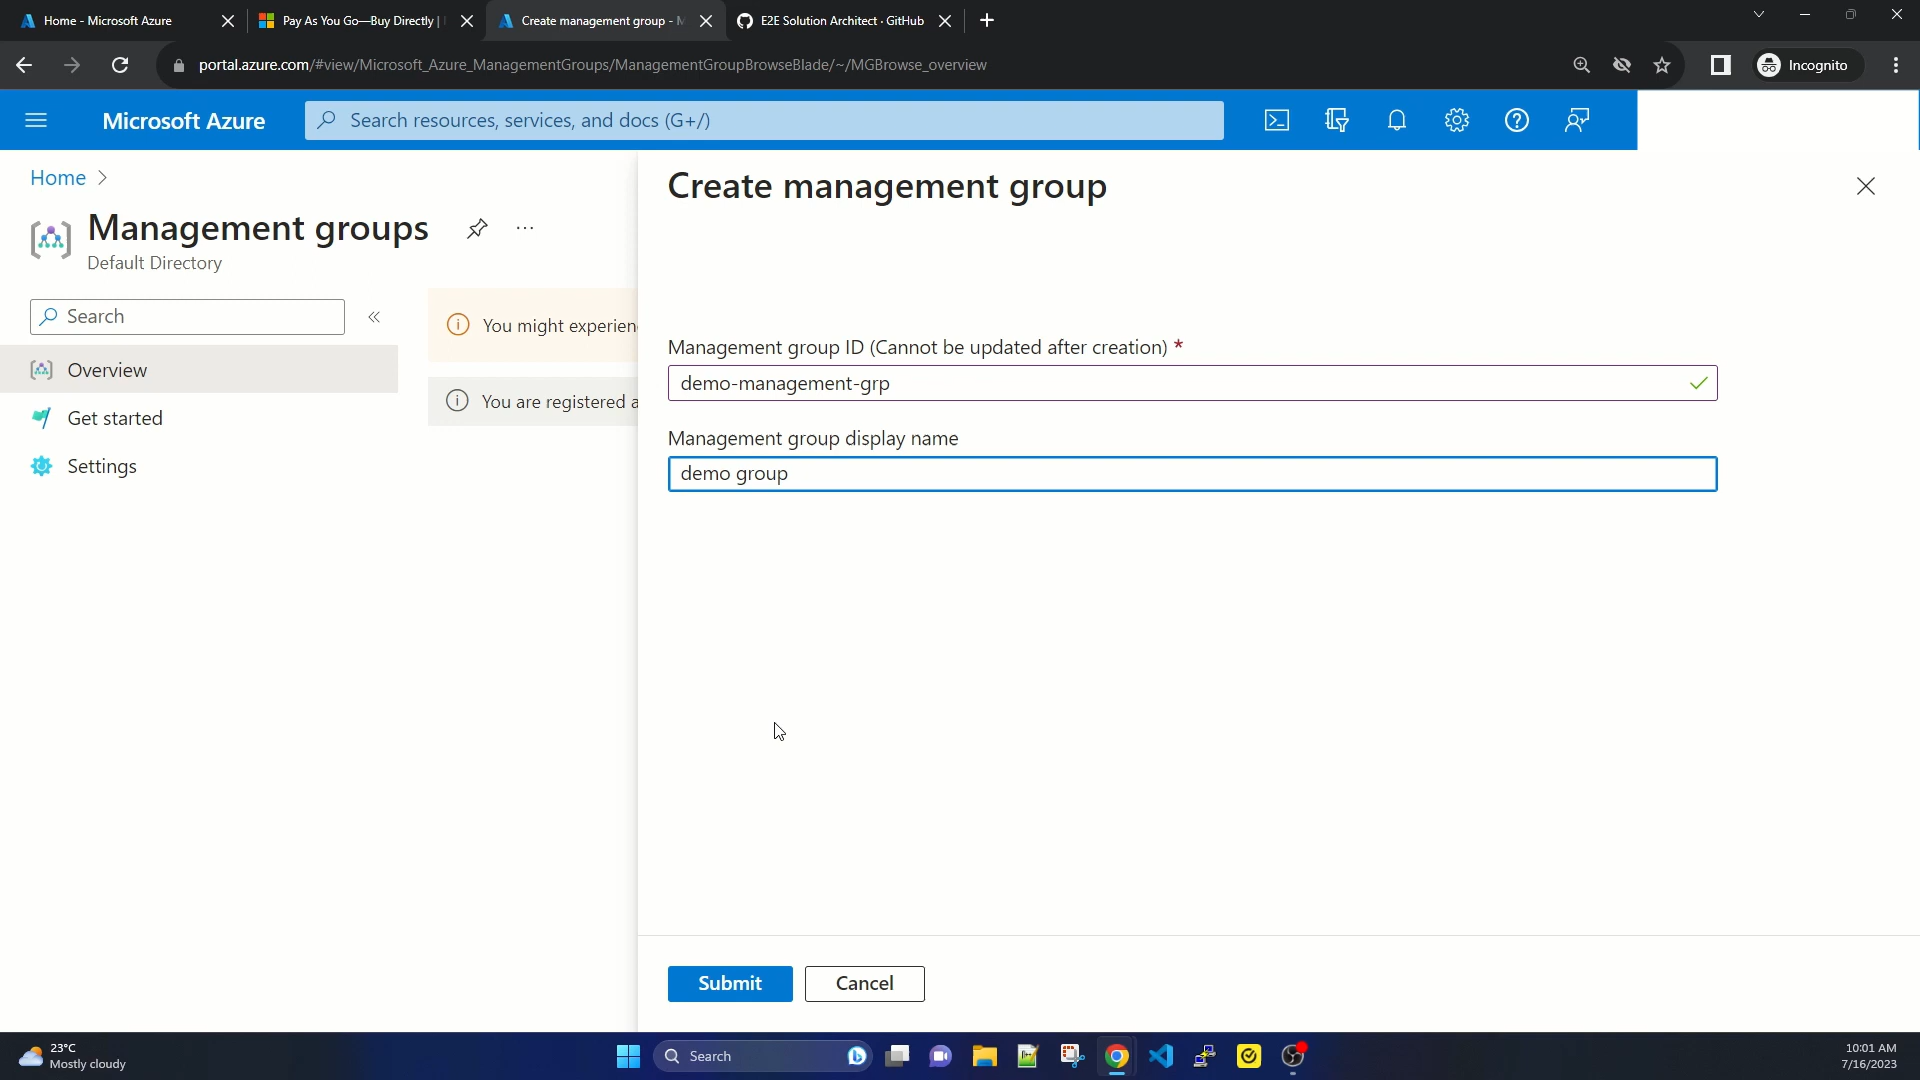 Home - Microsoft Azure
Pay As You Go—Buy Directly |
Create management group - M
E2E Solution Architect · GitHub
portal.azure.com/#view/Microsoft_Azure_ManagementGroups/ManagementGroupBrowseBlade/~/MGBrowse_overview
Incognito
Microsoft Azure
Search resources, services, and docs (G+/)
Home
Management groups
Default Directory
Search
Overview
Get started
Settings
You might experien
You are registered a
Create management group
Management group ID (Cannot be updated after creation) *
demo-management-grp
Management group display name
demo group
Submit
Cancel
23°C
Mostly cloudy
Search
10:01 AM
7/16/2023